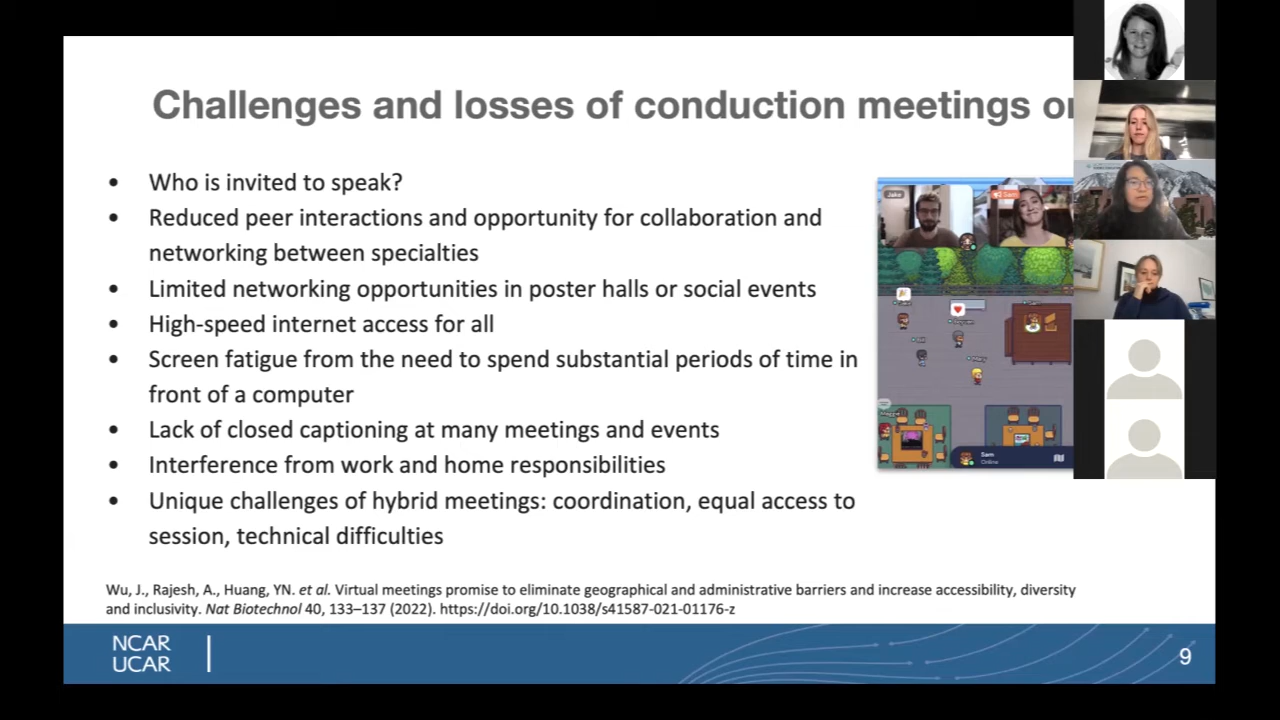 Challenges and losses of conduction meetings or
• Who is invited to speak?
• Reduced peer interactions and opportunity for collaboration and
networking between specialties
• Limited networking opportunities in poster halls or social events
• High-speed internet access for all
• Screen fatigue from the need to spend substantial periods of time in
front of a computer
• Lack of closed captioning at many meetings and events
• Interference from work and home responsibilities
• Unique challenges of hybrid meetings: coordination, equal access to
session, technical difficulties
Jake
Sam
Maggie
Sam
Online
Wu, J., Rajesh, A., Huang, YN. et al. Virtual meetings promise to eliminate geographical and administrative barriers and increase accessibility, diversity
and inclusivity. Nat Biotechnol 40, 133–137 (2022). https://doi.org/10.1038/s41587-021-01176-z
NCAR
UCAR
9